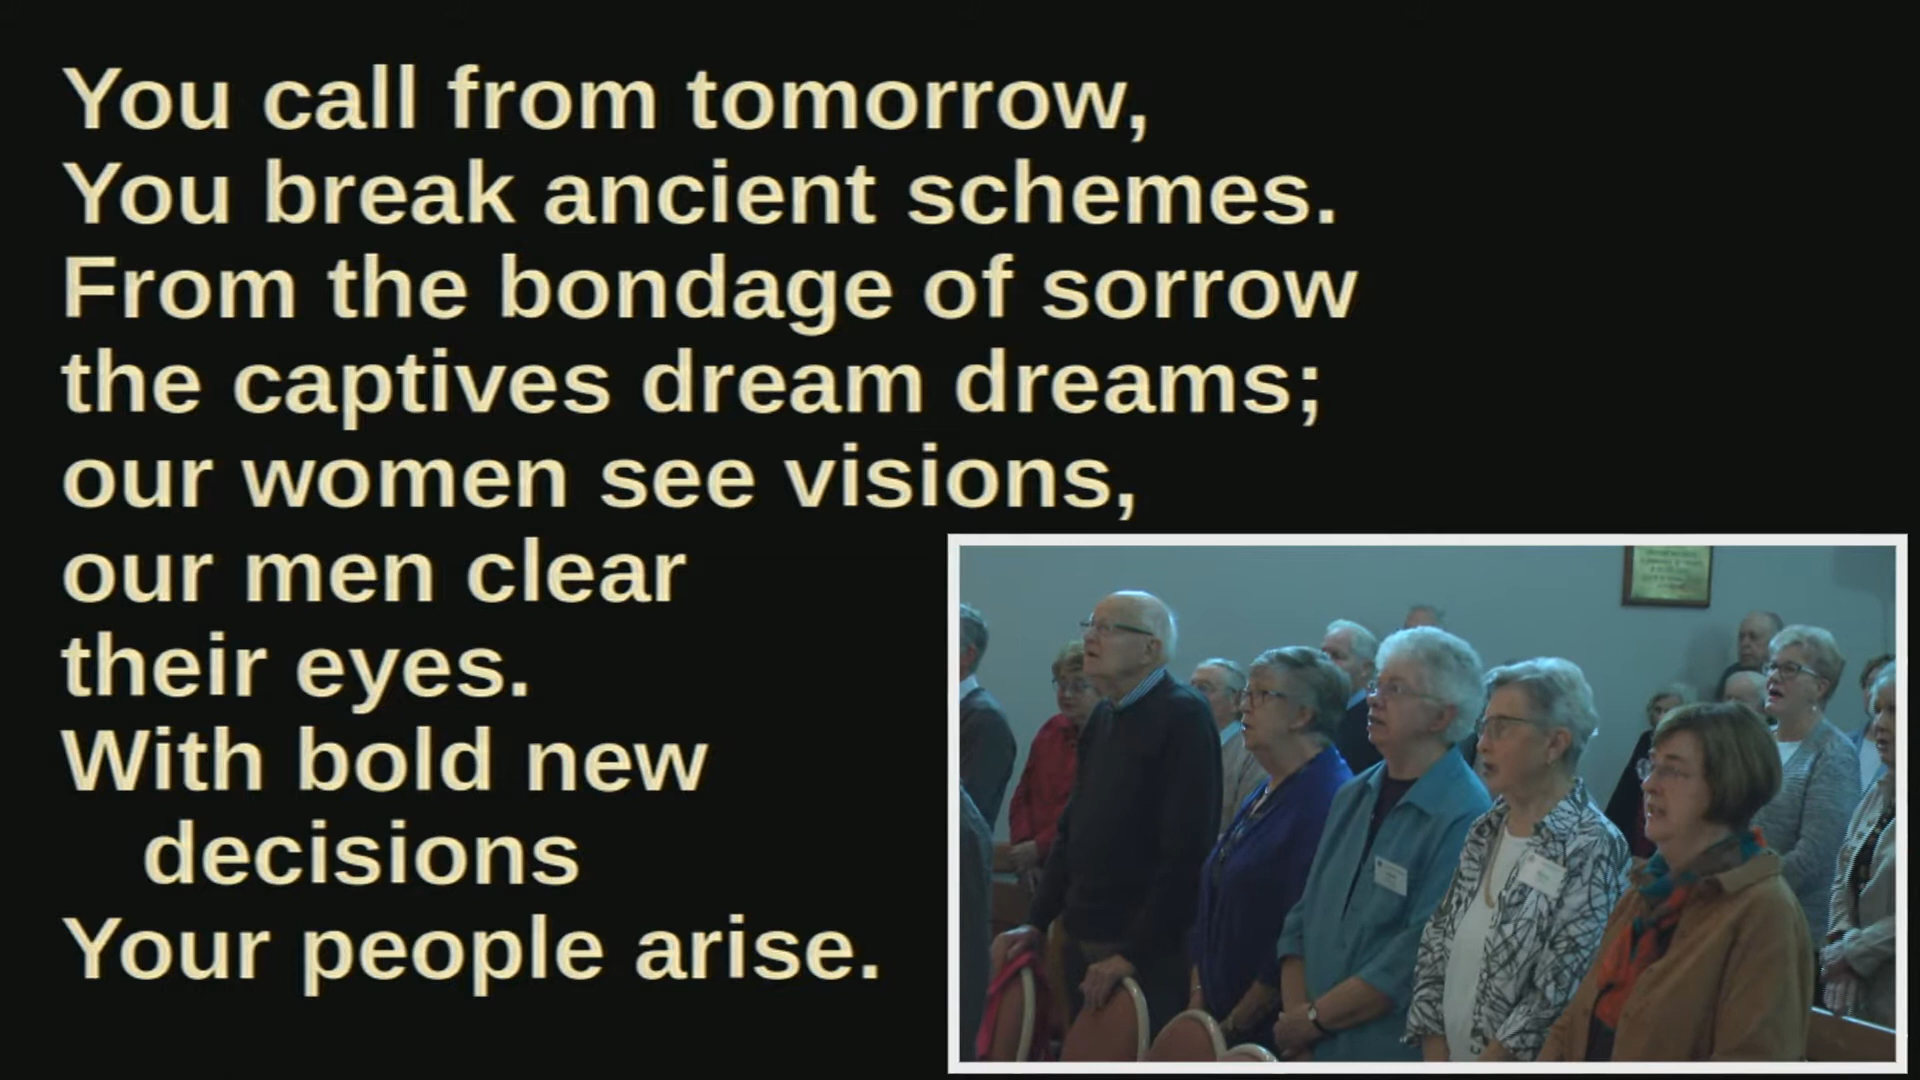 You call from tomorrow,
You break ancient schemes.
From the bondage of sorrow
the captives dream dreams;
our women see visions,
our men clear
their eyes.
With bold new
decisions
Your people arise.